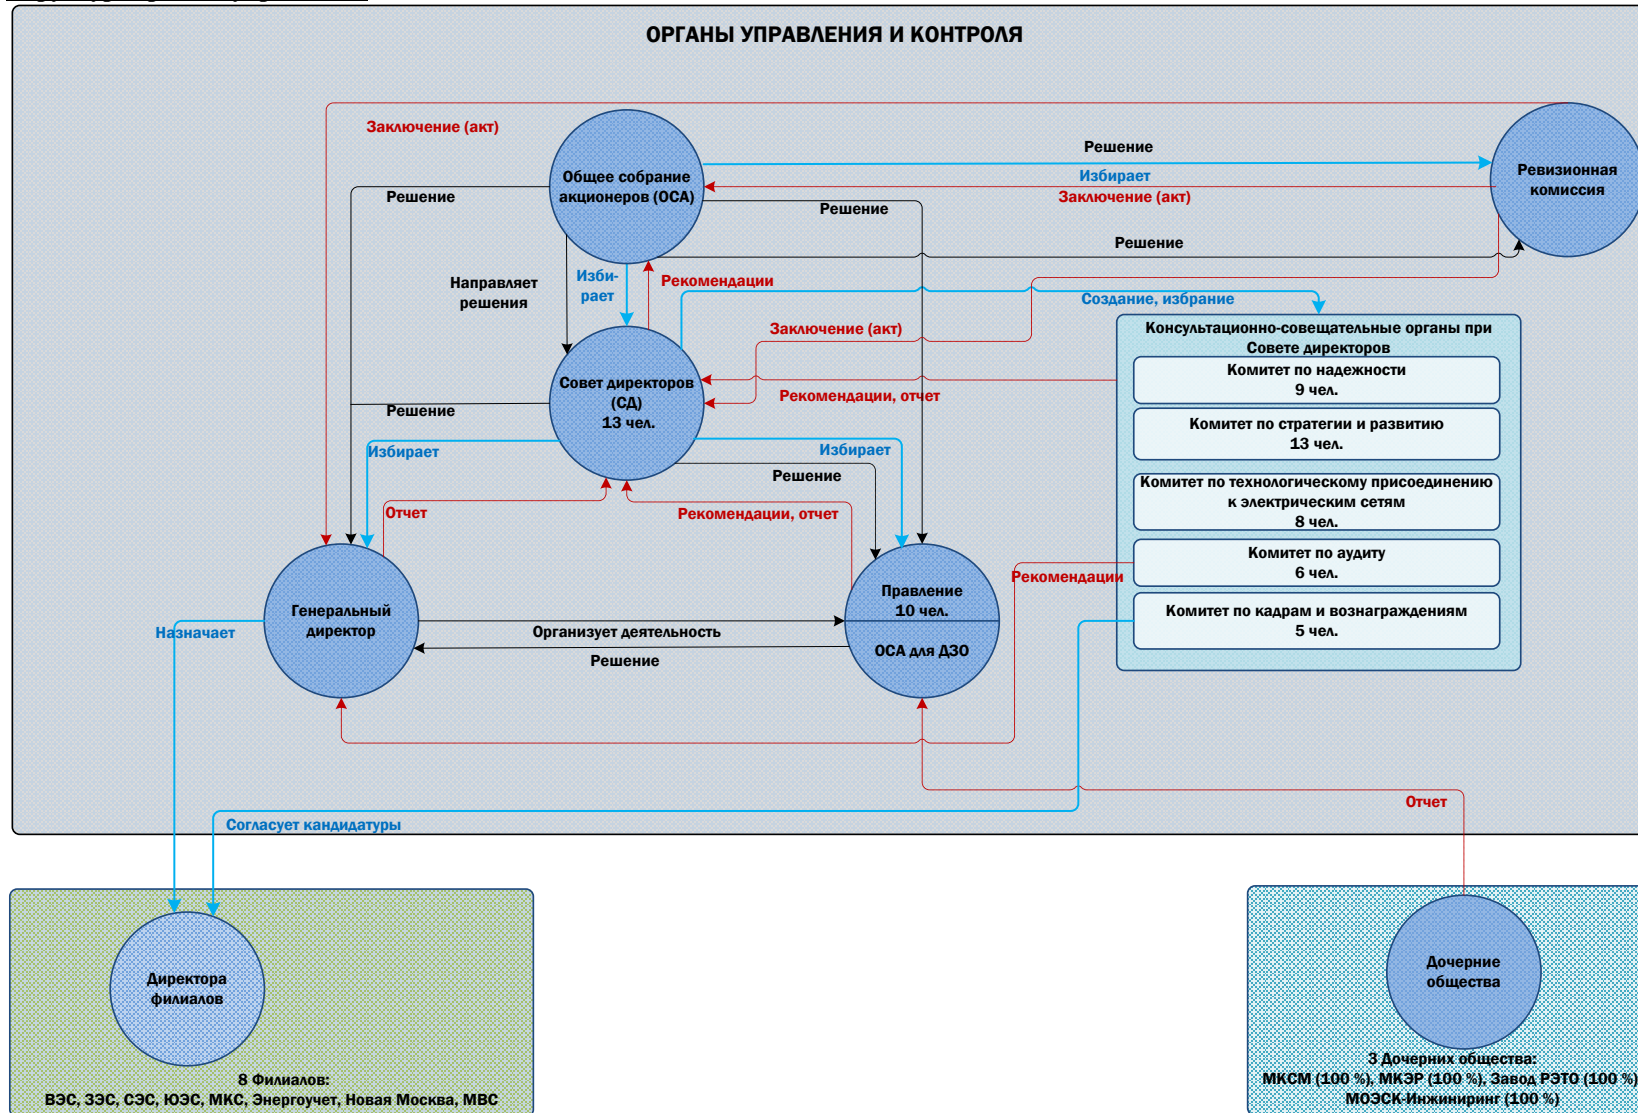 ОРГАНЫ УПРАВЛЕНИЯ И КОНТРОЛЯ
Заключение (акт)
Общее собрание
акционеров (ОСА)
Решение
Избирает
Заключение (акт)
Ревизионная
комиссия
Решение
Решение
Решение
Направляет
решения
Изби-
рает
Рекомендации
Создание, избрание
Заключение (акт)
Консультационно-совещательные органы при
Совете директоров
Комитет по надежности
9 чел.
Комитет по стратегии и развитию
13 чел.
Комитет по технологическому присоединению
к электрическим сетям
8 чел.
Комитет по аудиту
6 чел.
Комитет по кадрам и вознаграждениям
5 чел.
Совет директоров
(СД)
13 чел.
Рекомендации, отчет
Решение
Избирает
Избирает
Решение
Отчет
Рекомендации, отчет
Рекомендации
Генеральный
директор
Правление
10 чел.
ОСА для ДЗО
Назначает
Организует деятельность
Решение
Отчет
Согласует кандидатуры
Директора
филиалов
8 Филиалов:
ВЭС, ЗЭС, СЭС, ЮЭС, МКС, Энергоучет, Новая Москва, МВС
Дочерние
общества
3 Дочерних общества:
МКСМ (100 %), МКЭР (100 %), Завод РЭТО (100 %)
МОЭСК-Инжиниринг (100 %)